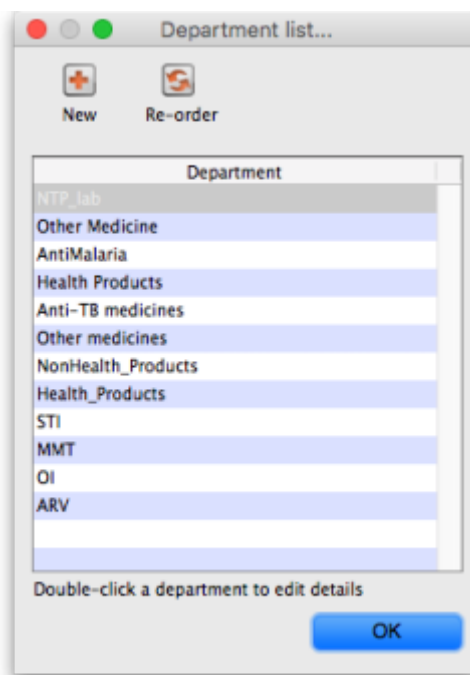 Department list...
New Re-order
Department
NTP_lab
Other Medicine
AntiMalaria
Health Products
Anti-TB medicines
Other medicines
NonHealth_Products
Health_Products
STI
MMT
OI
ARV
Double-click a department to edit details
OK